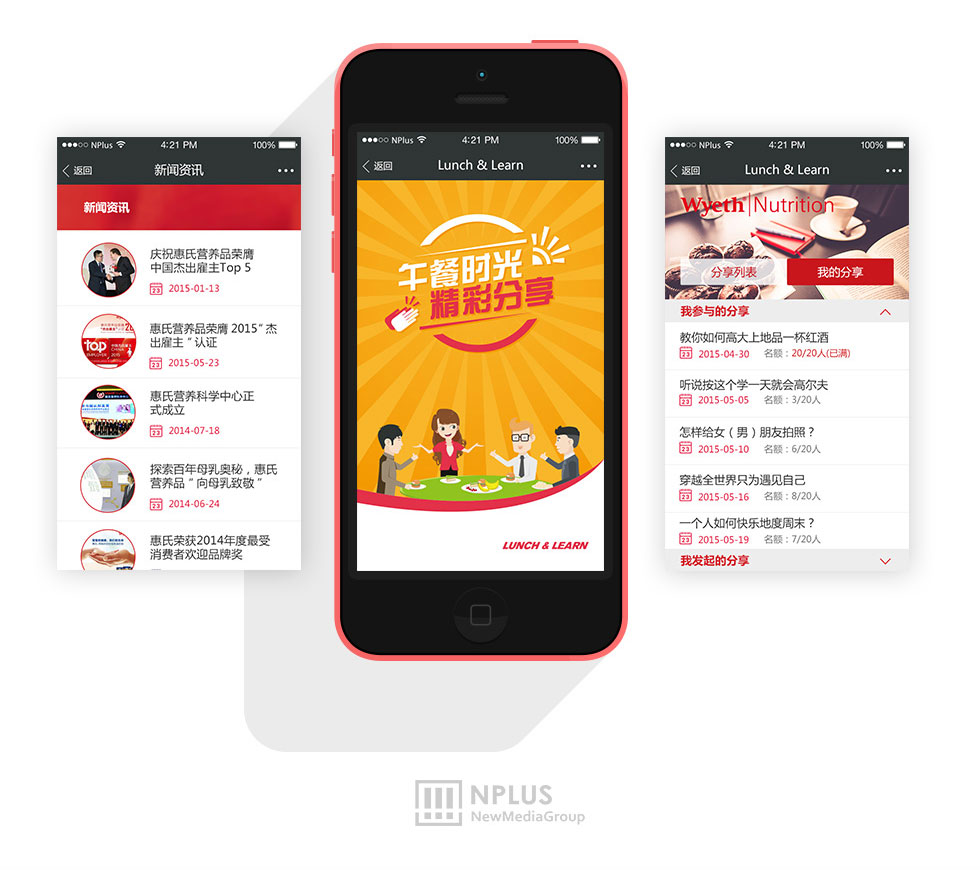 ●●●○○ NPlus 4:21 PM 100%
返回 新闻资讯 •••
新闻资讯
庆祝惠氏营养品荣膺
中国杰出雇主Top 5
23 2015-01-13
top
EMPLOYER
惠氏营养品荣膺 2015“ 杰
出雇主 ” 认证
23 2015-05-23
惠氏营养科学中心正
式成立
23 2014-07-18
探索百年母乳奥秘，惠氏
营养品 “ 向母乳致敬 ”
23 2014-06-24
惠氏荣获2014年度最受
消费者欢迎品牌奖
●●●○○ NPlus 4:21 PM 100%
返回 Lunch & Learn •••
午餐时光
精彩分享
LUNCH & LEARN
●●●○○ NPlus 4:21 PM 100%
返回 Lunch & Learn •••
Wyeth | Nutrition
分享列表 我的分享
我参与的分享
教你如何高大上地品一杯红酒
23 2015-04-30 名额：20/20人(已满)
听说按这个学一天就会高尔夫
23 2015-05-05 名额：3/20人
怎样给女（男）朋友拍照？
23 2015-05-10 名额：6/20人
穿越全世界只为遇见自己
23 2015-05-16 名额：8/20人
一个人如何快乐地度周末？
23 2015-05-19 名额：7/20人
我发起的分享
NPLUS
NewMediaGroup